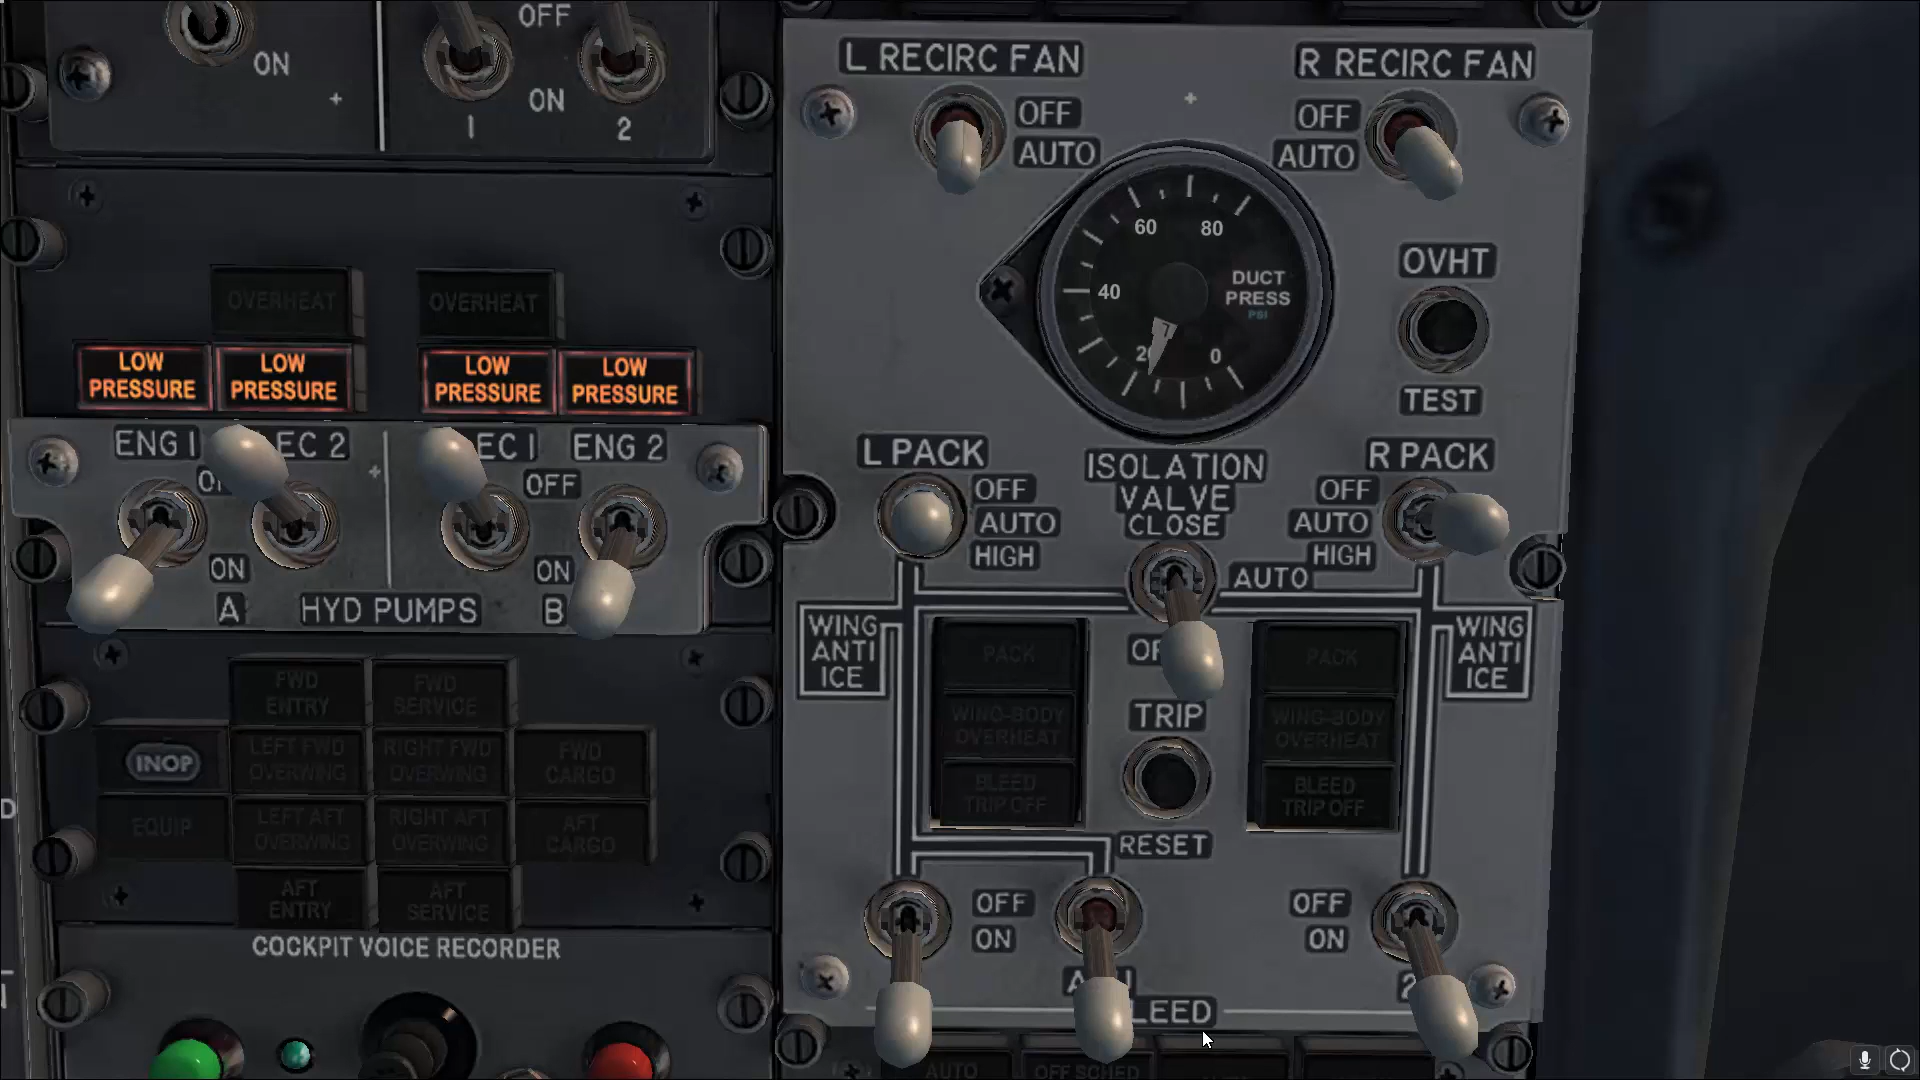 OFF
ON
ON
1
2
OVERHEAT
OVERHEAT
LOW
PRESSURE
LOW
PRESSURE
LOW
PRESSURE
LOW
PRESSURE
ENG 1
EC 2
EC 1
ENG 2
OFF
ON
ON
A
HYD PUMPS
B
FWD
ENTRY
FWD
SERVICE
INOP
LEFT FWD
OVERWING
RIGHT FWD
OVERWING
FWD
CARGO
EQUIP
LEFT AFT
OVERWING
RIGHT AFT
OVERWING
AFT
CARGO
AFT
ENTRY
AFT
SERVICE
COCKPIT VOICE RECORDER
L RECIRC FAN
R RECIRC FAN
OFF
AUTO
OFF
AUTO
60
80
40
DUCT
PRESS
PSI
0
OVHT
TEST
L PACK
OFF
AUTO
HIGH
ISOLATION
VALVE
CLOSE
AUTO
R PACK
OFF
AUTO
HIGH
WING
ANTI
ICE
PACK
WING-BODY
OVERHEAT
BLEED
TRIP OFF
TRIP
RESET
PACK
WING-BODY
OVERHEAT
BLEED
TRIP OFF
WING
ANTI
ICE
OFF
ON
OFF
ON
2
LEED
AUTO
OFF SCHED